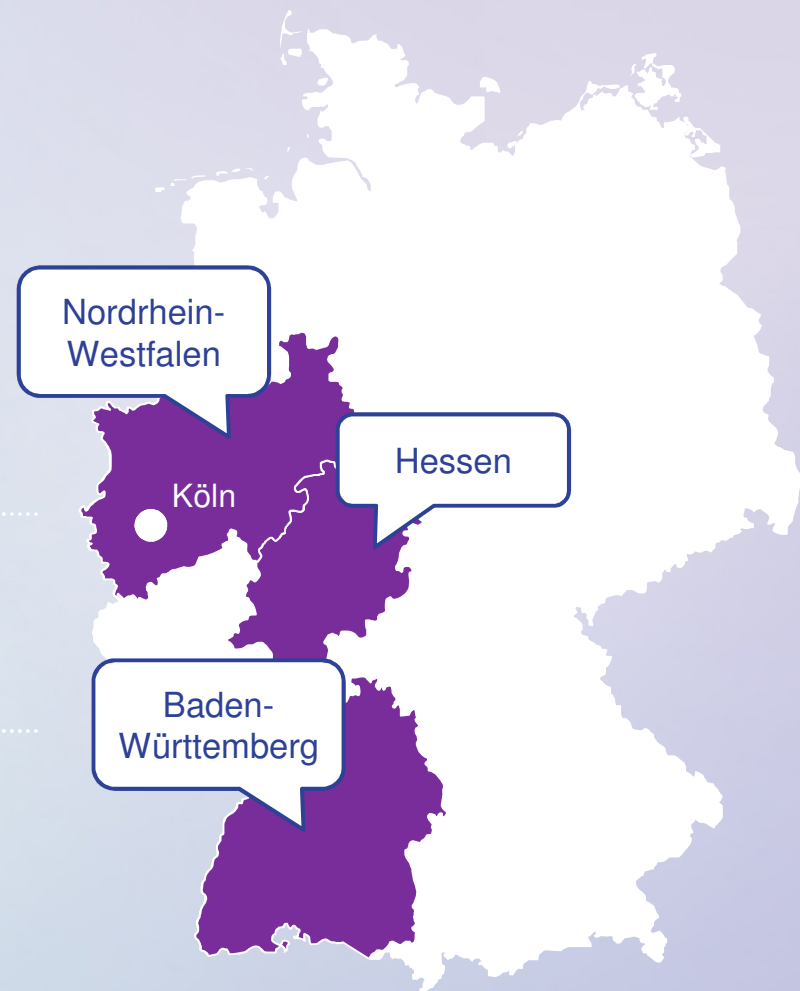 Nordrhein-
Westfalen
Hessen
Köln
Baden-
Württemberg